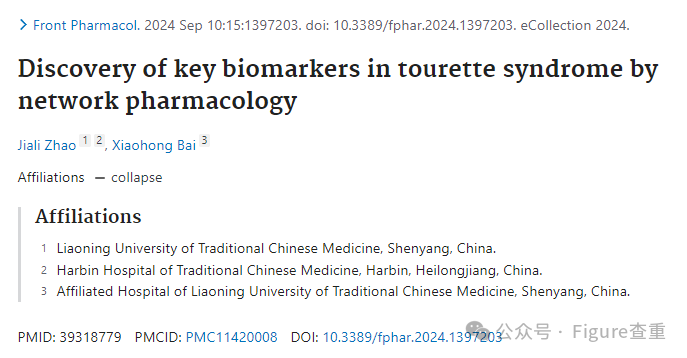 Front Pharmacol. 2024 Sep 10:15:1397203. doi: 10.3389/fphar.2024.1397203. eCollection 2024.
Discovery of key biomarkers in tourette syndrome by
network pharmacology
Jiali Zhao 1 2, Xiaohong Bai 3
Affiliations — collapse
Affiliations
1 Liaoning University of Traditional Chinese Medicine, Shenyang, China.
2 Harbin Hospital of Traditional Chinese Medicine, Harbin, Heilongjiang, China.
3 Affiliated Hospital of Liaoning University of Traditional Chinese Medicine, Shenyang, China.
PMID: 39318779 PMCID: PMC11420008 DOI: 10.3389/fphar.2024.1397203
公众号 · Figure查重